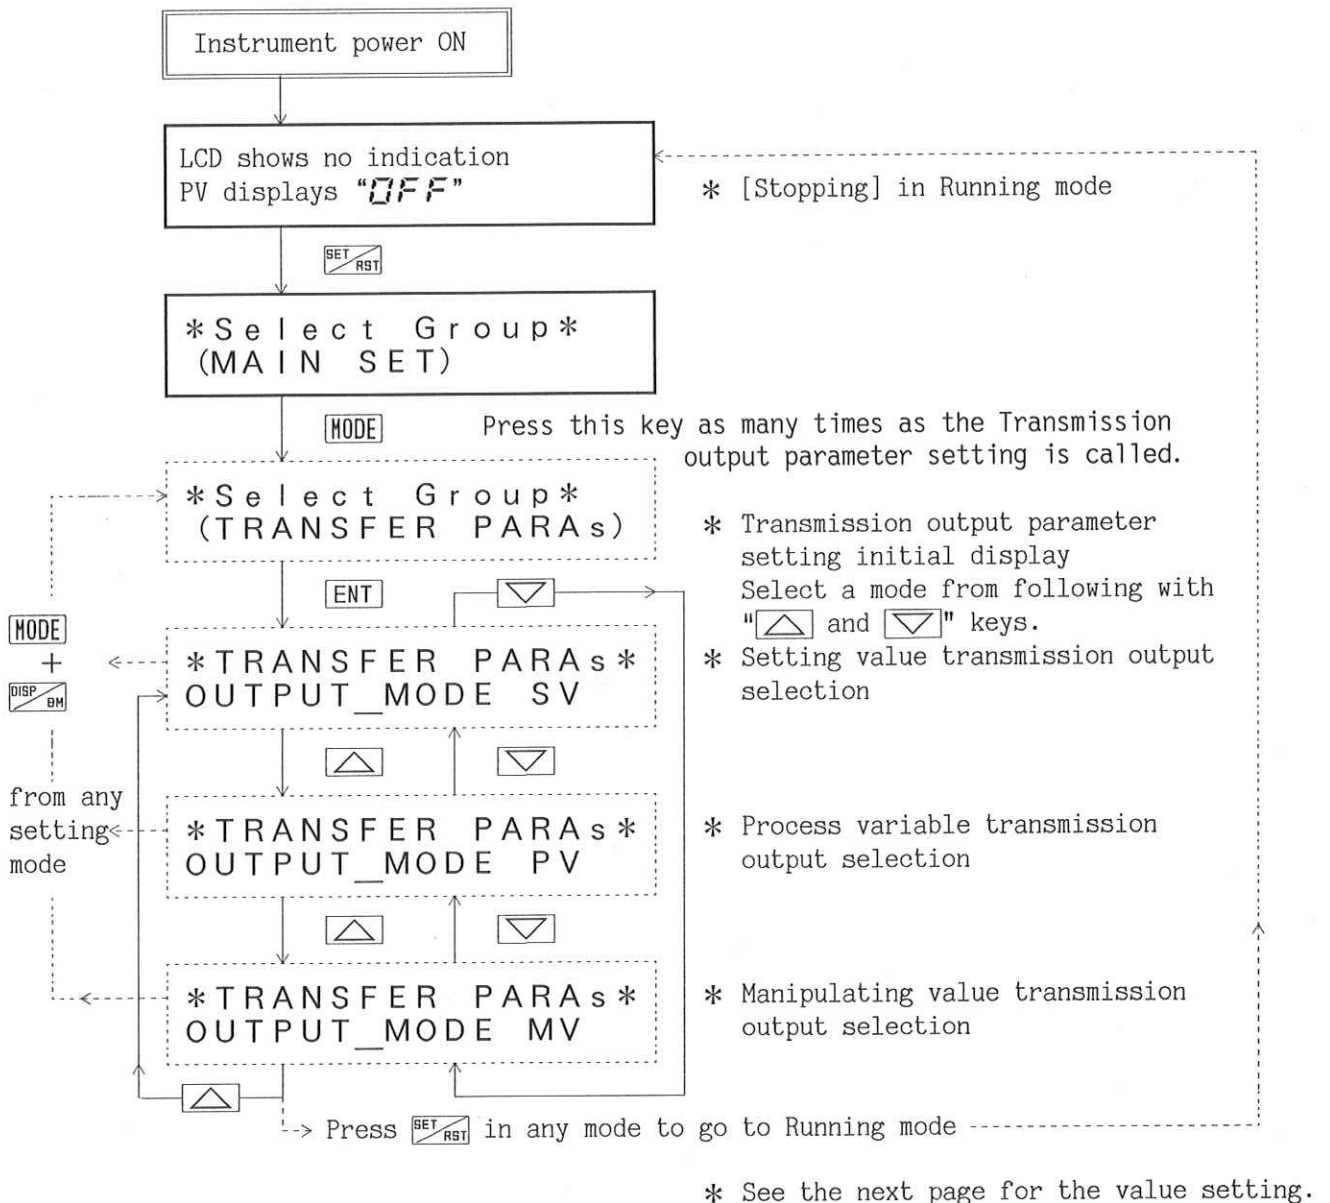 Instrument power ON
LCD shows no indication
PV displays "OFF"
* [Stopping] in Running mode
SET RST
*Select Group*
(MAIN SET)
MODE
Press this key as many times as the Transmission
output parameter setting is called.
*Select Group*
(TRANSFER PARAs)
* Transmission output parameter
setting initial display
Select a mode from following with
"△ and ▽" keys.
ENT
▽
MODE
+
DISP BM
from any
setting
mode
*TRANSFER PARAs*
OUTPUT_MODE SV
* Setting value transmission output
selection
△
▽
*TRANSFER PARAs*
OUTPUT_MODE PV
* Process variable transmission
output selection
△
▽
*TRANSFER PARAs*
OUTPUT_MODE MV
* Manipulating value transmission
output selection
△
Press SET RST in any mode to go to Running mode
* See the next page for the value setting.